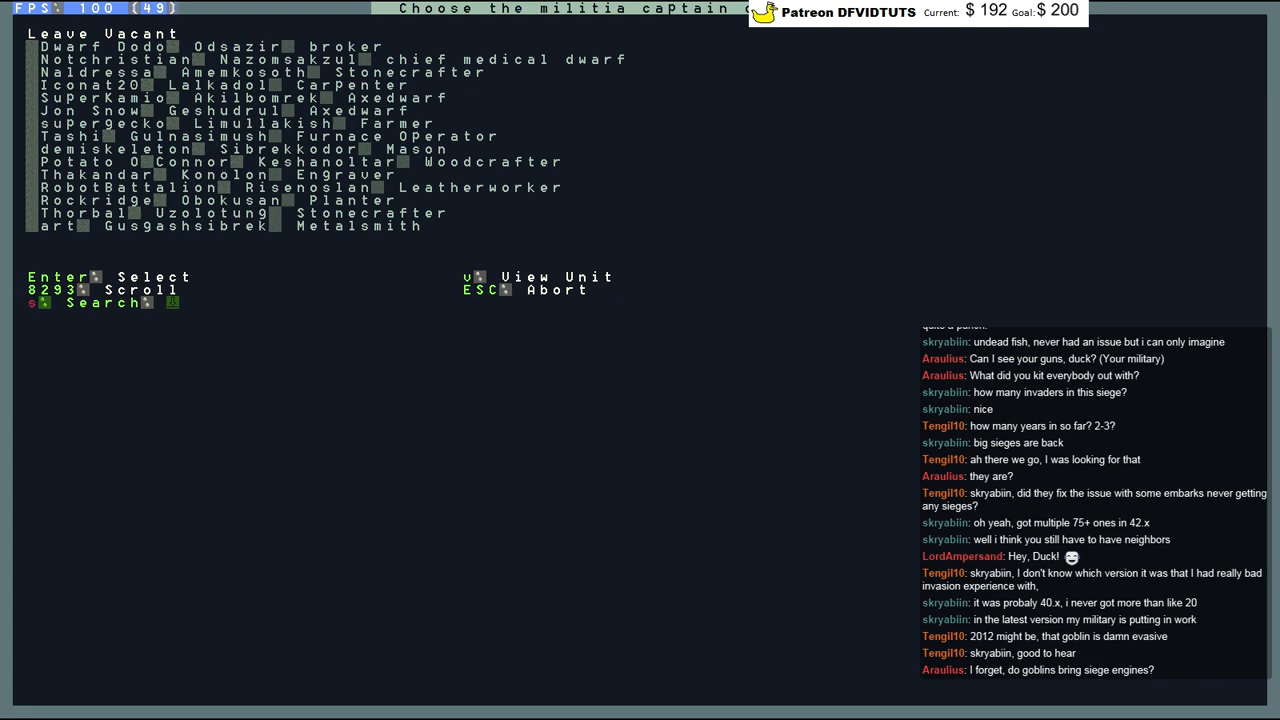 FPS: 100 (49)
Choose the militia captain
Patreon DFVIDTUTS Current: $ 192 Goal: $ 200
Leave Vacant
Dwarf Dodo Odsazir broker
Notchristian Nazomsakzul chief medical dwarf
Naldressa Amemkosoth Stonecrafter
Iconat20 Lalkadol Carpenter
SuperKamio Akilbomrek Axedwarf
Jon Snow Geshudrul Axedwarf
supergecko Limullakish Farmer
Tashi Gulnasimush Furnace Operator
demiskeleton Sibrekkodor Mason
Potato O Connor Keshanoltar Woodcrafter
Thakandar Konolon Engraver
RobotBattalion Risenoslan Leatherworker
Rockridge Obokusan Planter
Thorbal Uzolotung Stonecrafter
art Gusgashsibrek Metalsmith
Enter: Select
v: View Unit
8293: Scroll
ESC: Abort
s: Search:
quite a punch.
skryabiin: undead fish, never had an issue but i can only imagine
Araulius: Can I see your guns, duck? (Your military)
Araulius: What did you kit everybody out with?
skryabiin: how many invaders in this siege?
skryabiin: nice
Tengil10: how many years in so far? 2-3?
skryabiin: big sieges are back
Tengil10: ah there we go, I was looking for that
Araulius: they are?
Tengil10: skryabiin, did they fix the issue with some embarks never getting
any sieges?
skryabiin: oh yeah, got multiple 75+ ones in 42.x
skryabiin: well i think you still have to have neighbors
LordAmpersand: Hey, Duck!
Tengil10: skryabiin, I don't know which version it was that I had really bad
invasion experience with,
skryabiin: it was probaly 40.x, i never got more than like 20
skryabiin: in the latest version my military is putting in work
Tengil10: 2012 might be, that goblin is damn evasive
Tengil10: skryabiin, good to hear
Araulius: I forget, do goblins bring siege engines?